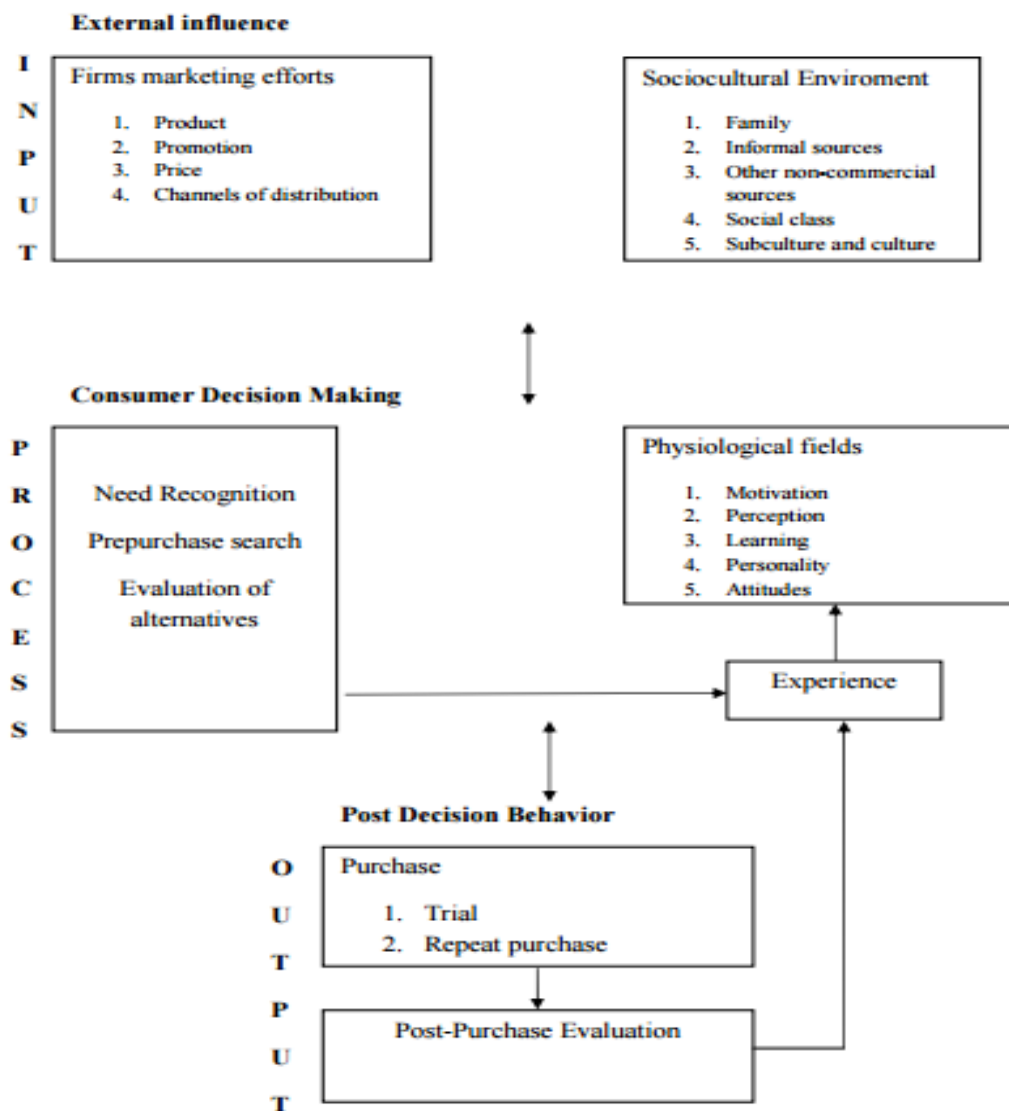 External influence
INPUT
Firms marketing efforts
1. Product
2. Promotion
3. Price
4. Channels of distribution
Sociocultural Enviroment
1. Family
2. Informal sources
3. Other non-commercial
sources
4. Social class
5. Subculture and culture
Consumer Decision Making
PROCESS
Need Recognition
Prepurchase search
Evaluation of
alternatives
Physiological fields
1. Motivation
2. Perception
3. Learning
4. Personality
5. Attitudes
Experience
Post Decision Behavior
OUTPUT
Purchase
1. Trial
2. Repeat purchase
Post-Purchase Evaluation